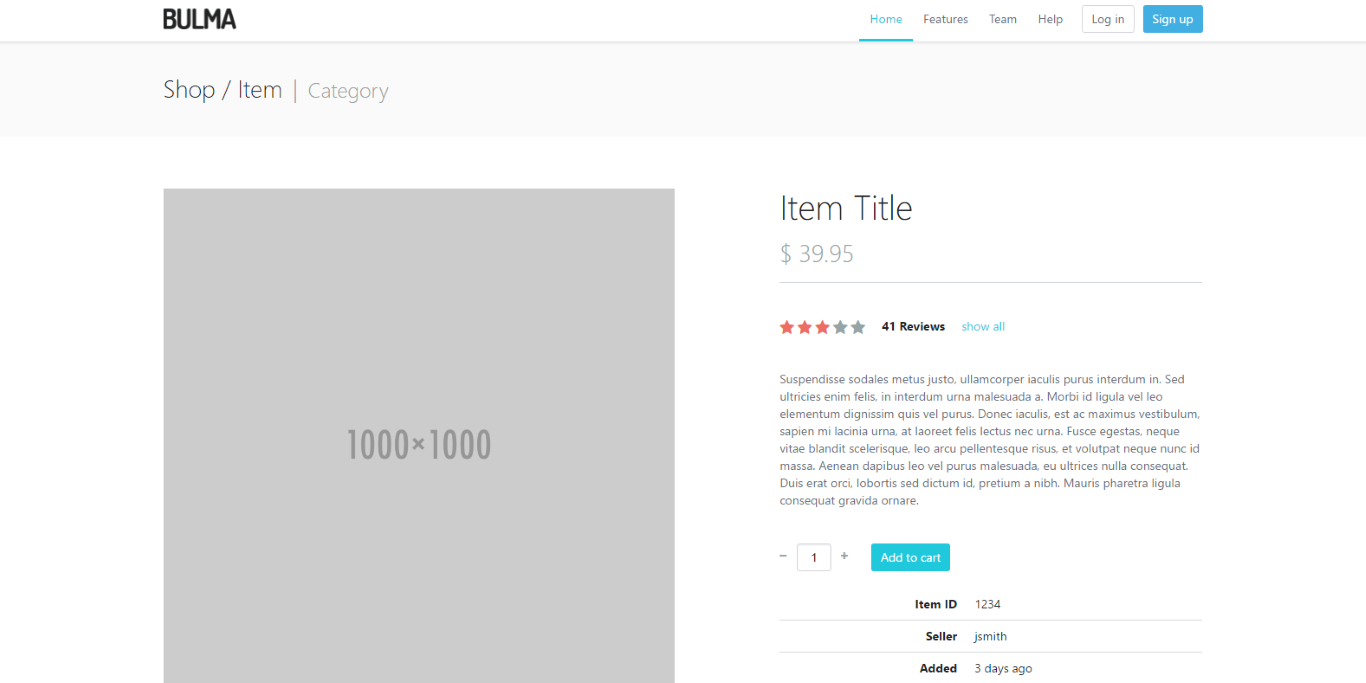 BULMA
Home Features Team Help Log in Sign up
Shop / Item | Category
1000×1000
Item Title
$ 39.95
41 Reviews show all
Suspendisse sodales metus justo, ullamcorper iaculis purus interdum in. Sed
ultricies enim felis, in interdum urna malesuada a. Morbi id ligula vel leo
elementum dignissim quis vel purus. Donec iaculis, est ac maximus vestibulum,
sapien mi lacinia urna, at laoreet felis lectus nec urna. Fusce egestas, neque
vitae blandit scelerisque, leo arcu pellentesque risus, et volutpat neque nunc id
massa. Aenean dapibus leo vel purus malesuada, eu ultrices nulla consequat.
Duis erat orci, lobortis sed dictum id, pretium a nibh. Mauris pharetra ligula
consequat gravida ornare.
− 1 + Add to cart
Item ID 1234
Seller jsmith
Added 3 days ago